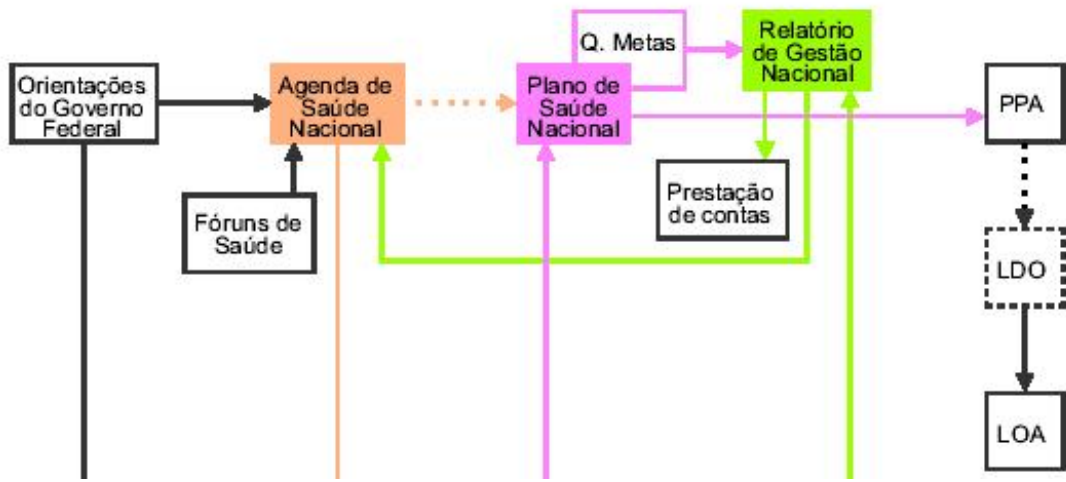 Orientações
do Governo
Federal
Agenda de
Saúde
Nacional
Fóruns de
Saúde
Plano de
Saúde
Nacional
Q. Metas
Relatório
de Gestão
Nacional
Prestação
de contas
PPA
LDO
LOA